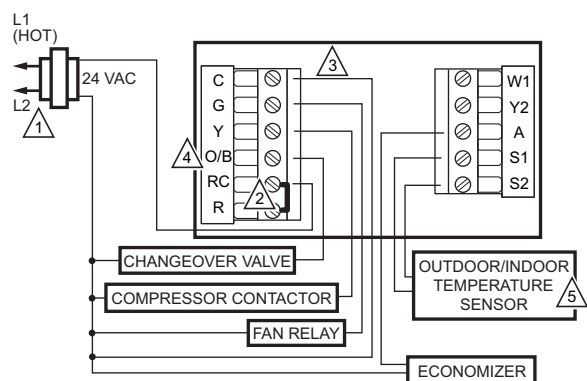 L1
(HOT)
L2
1
24 VAC
3
C
G
Y
4
O/B
RC
2
R
W1
Y2
A
S1
S2
CHANGEOVER VALVE
COMPRESSOR CONTACTOR
FAN RELAY
OUTDOOR/INDOOR
TEMPERATURE
SENSOR
5
ECONOMIZER